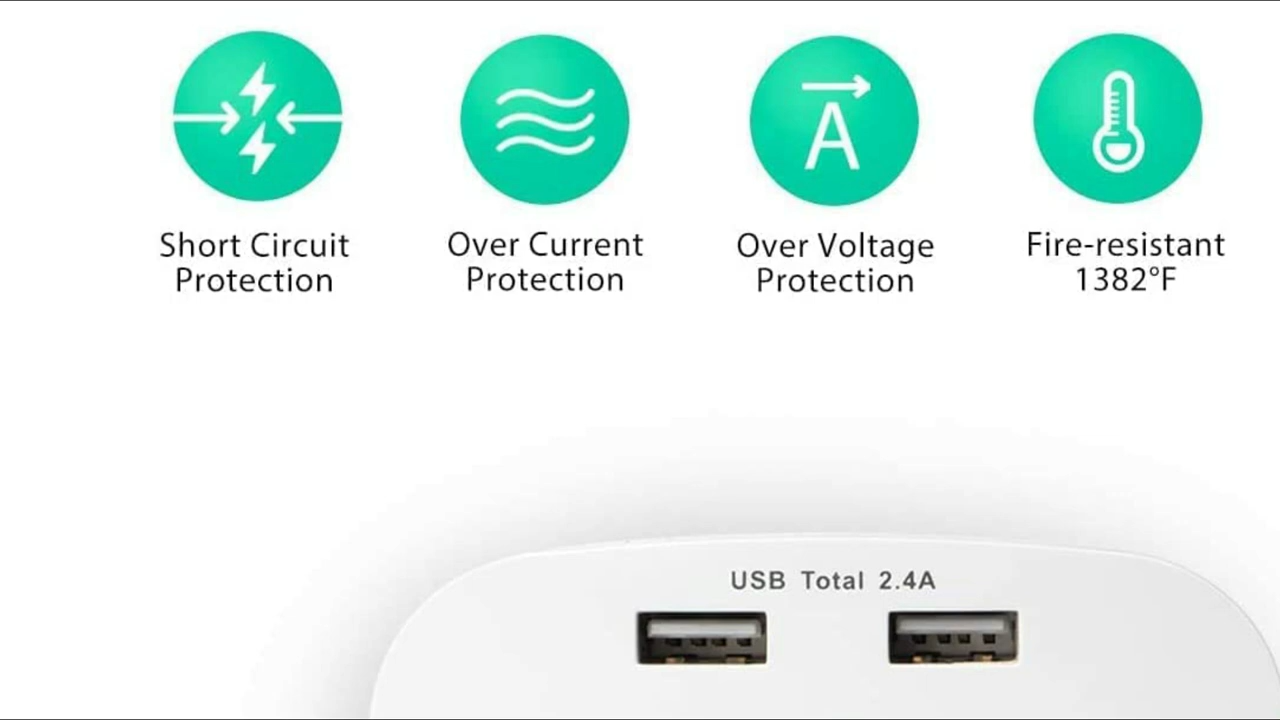 Short Circuit
Protection
Over Current
Protection
A
Over Voltage
Protection
Fire-resistant
1382°F
USB Total 2.4A